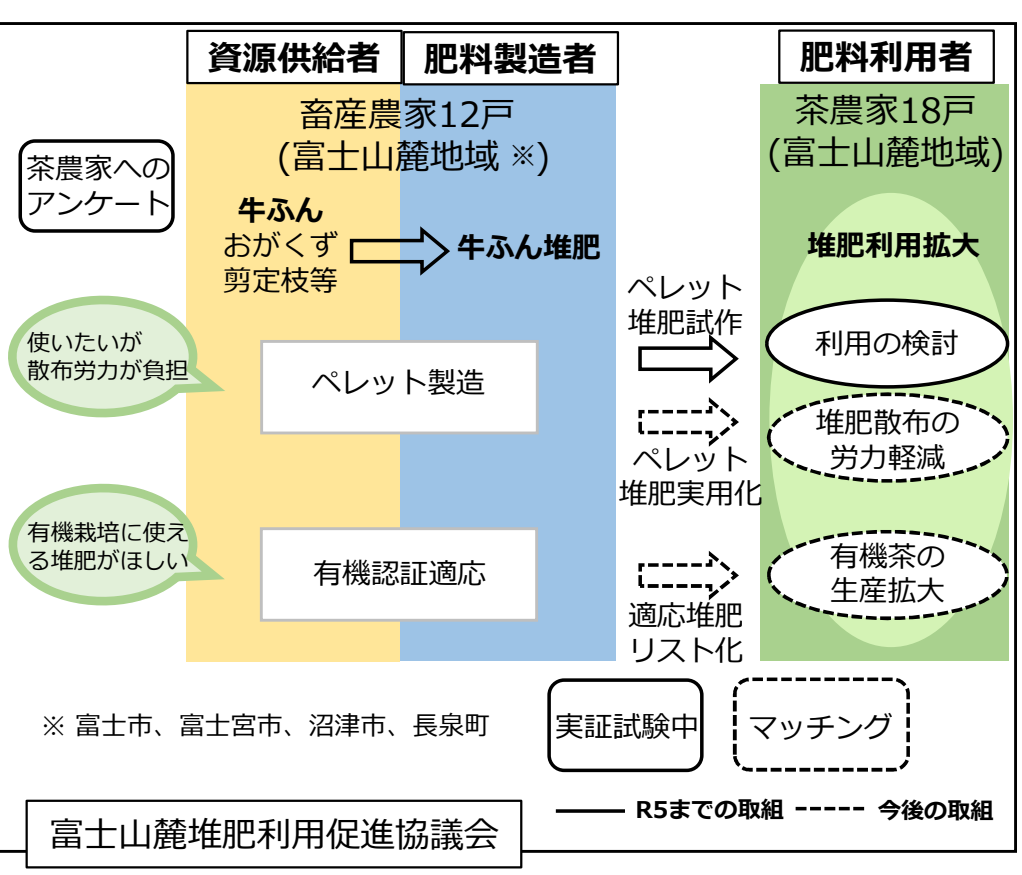 資源供給者
肥料製造者
肥料利用者
畜産農家12戸
(富士山麓地域 ※)
茶農家18戸
(富士山麓地域)
茶農家への
アンケート
牛ふん
おがくず
剪定枝等
牛ふん堆肥
堆肥利用拡大
使いたいが
散布労力が負担
ペレット製造
ペレット
堆肥試作
利用の検討
ペレット
堆肥実用化
堆肥散布の
労力軽減
有機栽培に使え
る堆肥がほしい
有機認証適応
適応堆肥
リスト化
有機茶の
生産拡大
※ 富士市、富士宮市、沼津市、長泉町
実証試験中
マッチング
R5までの取組
今後の取組
富士山麓堆肥利用促進協議会